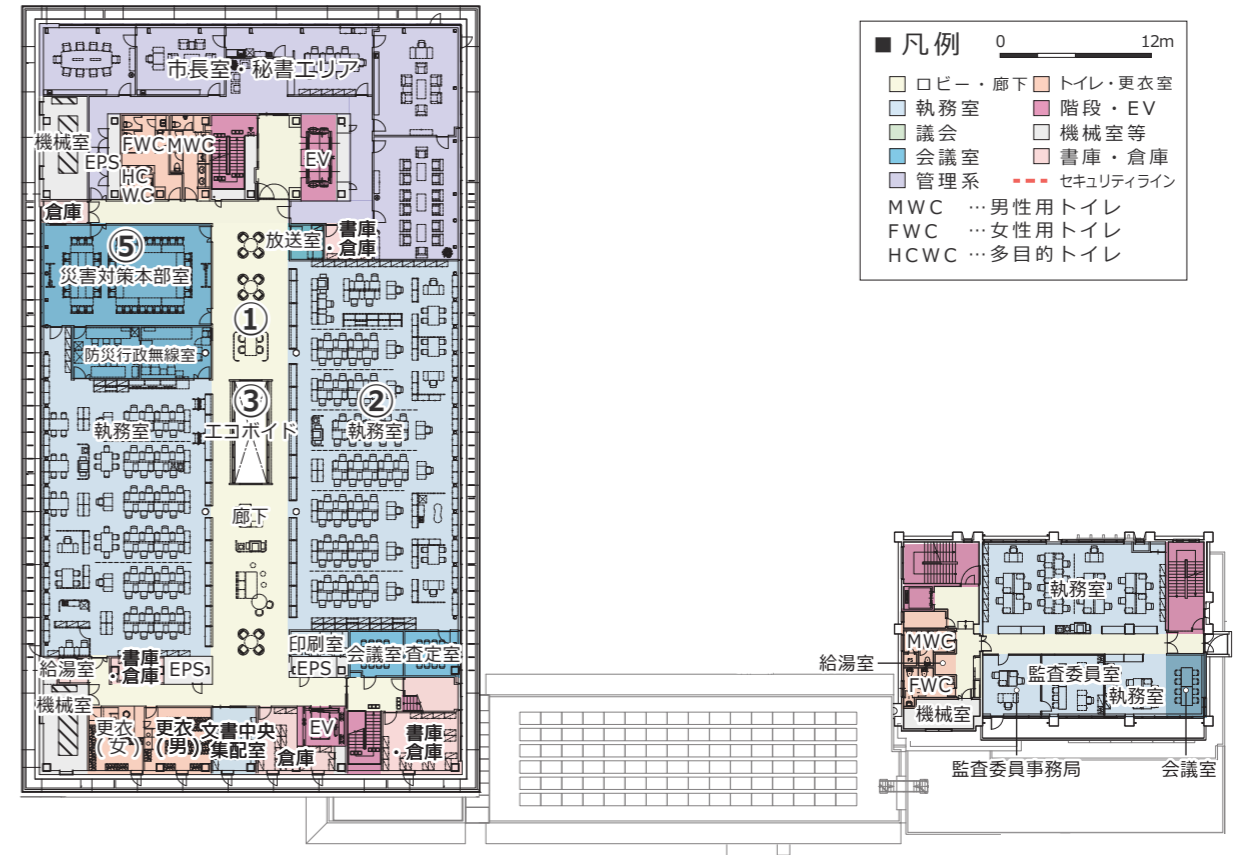 ■ 凡例
0 12m
ロビー・廊下
トイレ・更衣室
執務室
階段・EV
議会
機械室等
会議室
書庫・倉庫
管理系
セキュリティライン
MWC …男性用トイレ
FWC …女性用トイレ
HCWC …多目的トイレ
市長室・秘書エリア
機械室
EPS
FWC
MWC
HC
WC
EV
倉庫
放送室
書庫
・倉庫
⑤
災害対策本部室
①
防災行政無線室
③
エコボイド
②
執務室
執務室
廊下
印刷室
会議室
査定室
給湯室
書庫
・倉庫
EPS
EPS
機械室
更衣
(女)
更衣
(男)
文書中央
集配室
倉庫
EV
書庫
・倉庫
執務室
MWC
給湯室
FWC
機械室
監査委員室
執務室
監査委員事務局
会議室